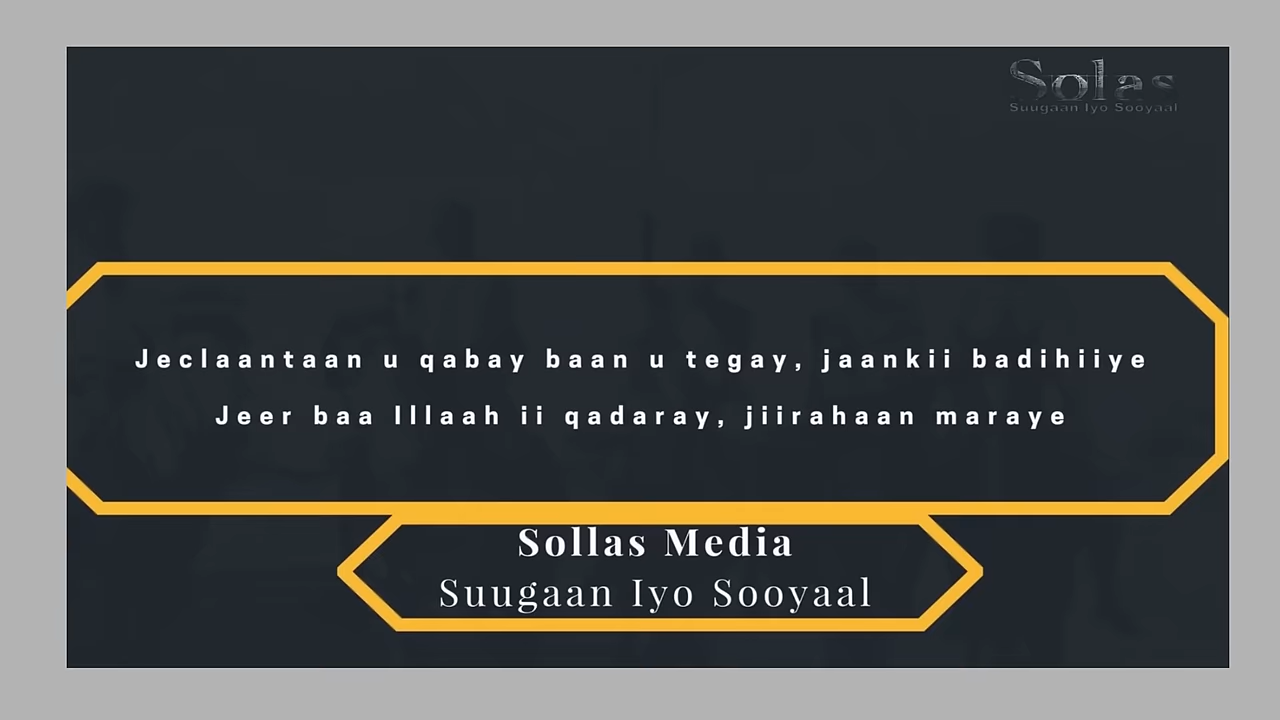 Solas
Suugaan Iyo Sooyaal
Jeclaantaan u qabay baan u tegay, jaankii badihiiye
Jeer baa Illaah ii qadaray, jiirahaan maraye
Sollas Media
Suugaan Iyo Sooyaal